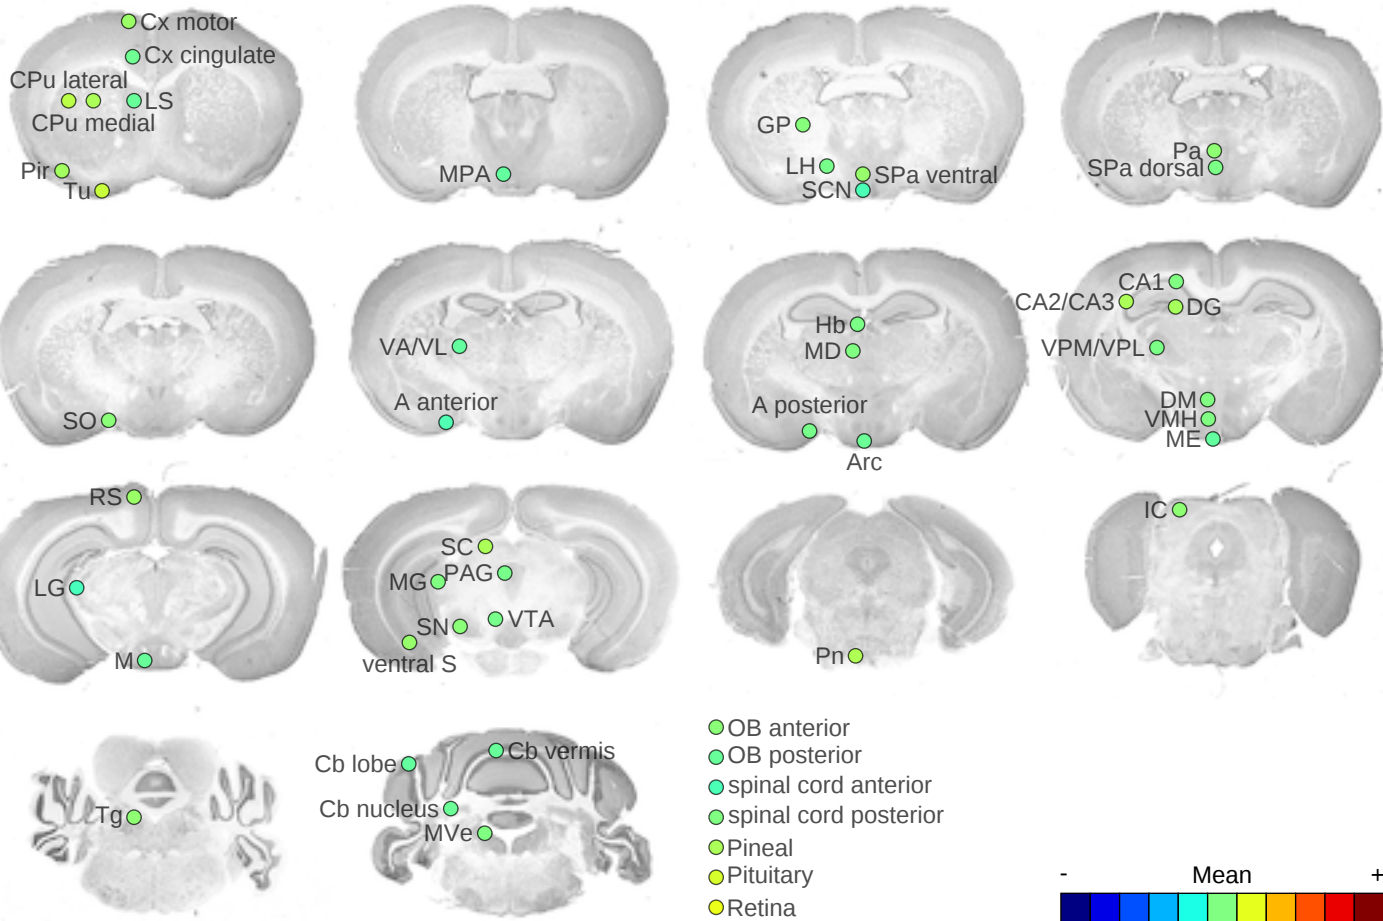 Cx motor
Cx cingulate
CPu lateral
LS
CPu medial
Pir
Tu
MPA
GP
LH
SPa ventral
SCN
Pa
SPa dorsal
SO
VA/VL
A anterior
Hb
MD
A posterior
Arc
CA1
CA2/CA3
DG
VPM/VPL
DM
VMH
ME
RS
LG
M
SC
MG
PAG
SN
VTA
ventral S
Pn
IC
Tg
Cb lobe
Cb vermis
Cb nucleus
MVe
OB anterior
OB posterior
spinal cord anterior
spinal cord posterior
Pineal
Pituitary
Retina
- Mean +